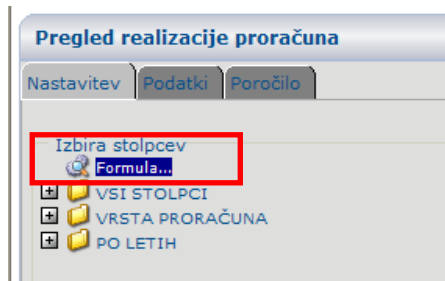 Pregled realizacije proračuna
Nastavitev Podatki Poročilo
Izbira stolpcev
Formula...
VSI STOLPCI
VRSTA PRORAČUNA
PO LETIH